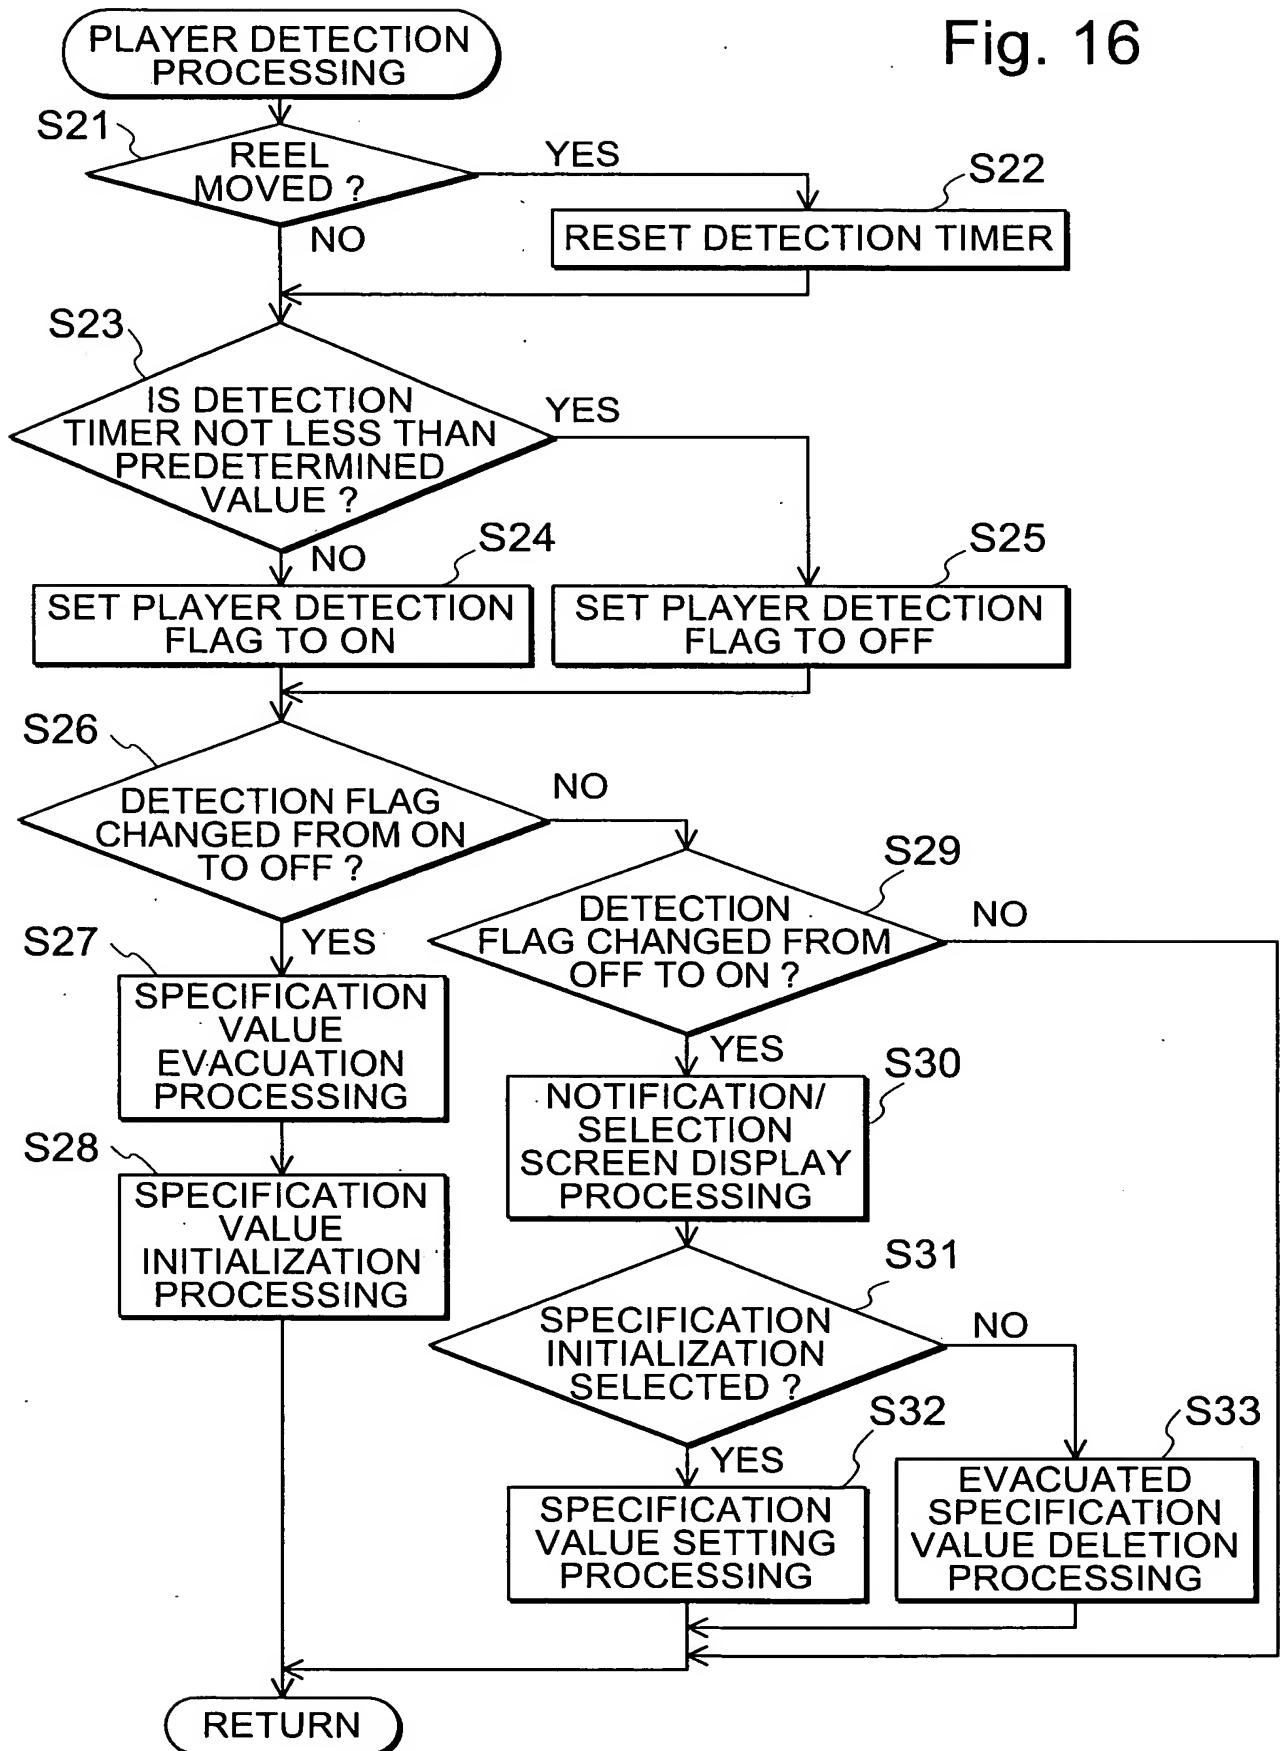 Fig. 16
PLAYER DETECTION
PROCESSING
S21
REEL
MOVED ?
YES
S22
RESET DETECTION TIMER
NO
S23
IS DETECTION
TIMER NOT LESS THAN
PREDETERMINED
VALUE ?
YES
NO
S24
SET PLAYER DETECTION
FLAG TO ON
S25
SET PLAYER DETECTION
FLAG TO OFF
S26
DETECTION FLAG
CHANGED FROM ON
TO OFF ?
NO
YES
S27
SPECIFICATION
VALUE
EVACUATION
PROCESSING
S28
SPECIFICATION
VALUE
INITIALIZATION
PROCESSING
S29
DETECTION
FLAG CHANGED FROM
OFF TO ON ?
NO
YES
S30
NOTIFICATION/
SELECTION
SCREEN DISPLAY
PROCESSING
S31
SPECIFICATION
INITIALIZATION
SELECTED ?
NO
YES
S32
SPECIFICATION
VALUE SETTING
PROCESSING
S33
EVACUATED
SPECIFICATION
VALUE DELETION
PROCESSING
RETURN